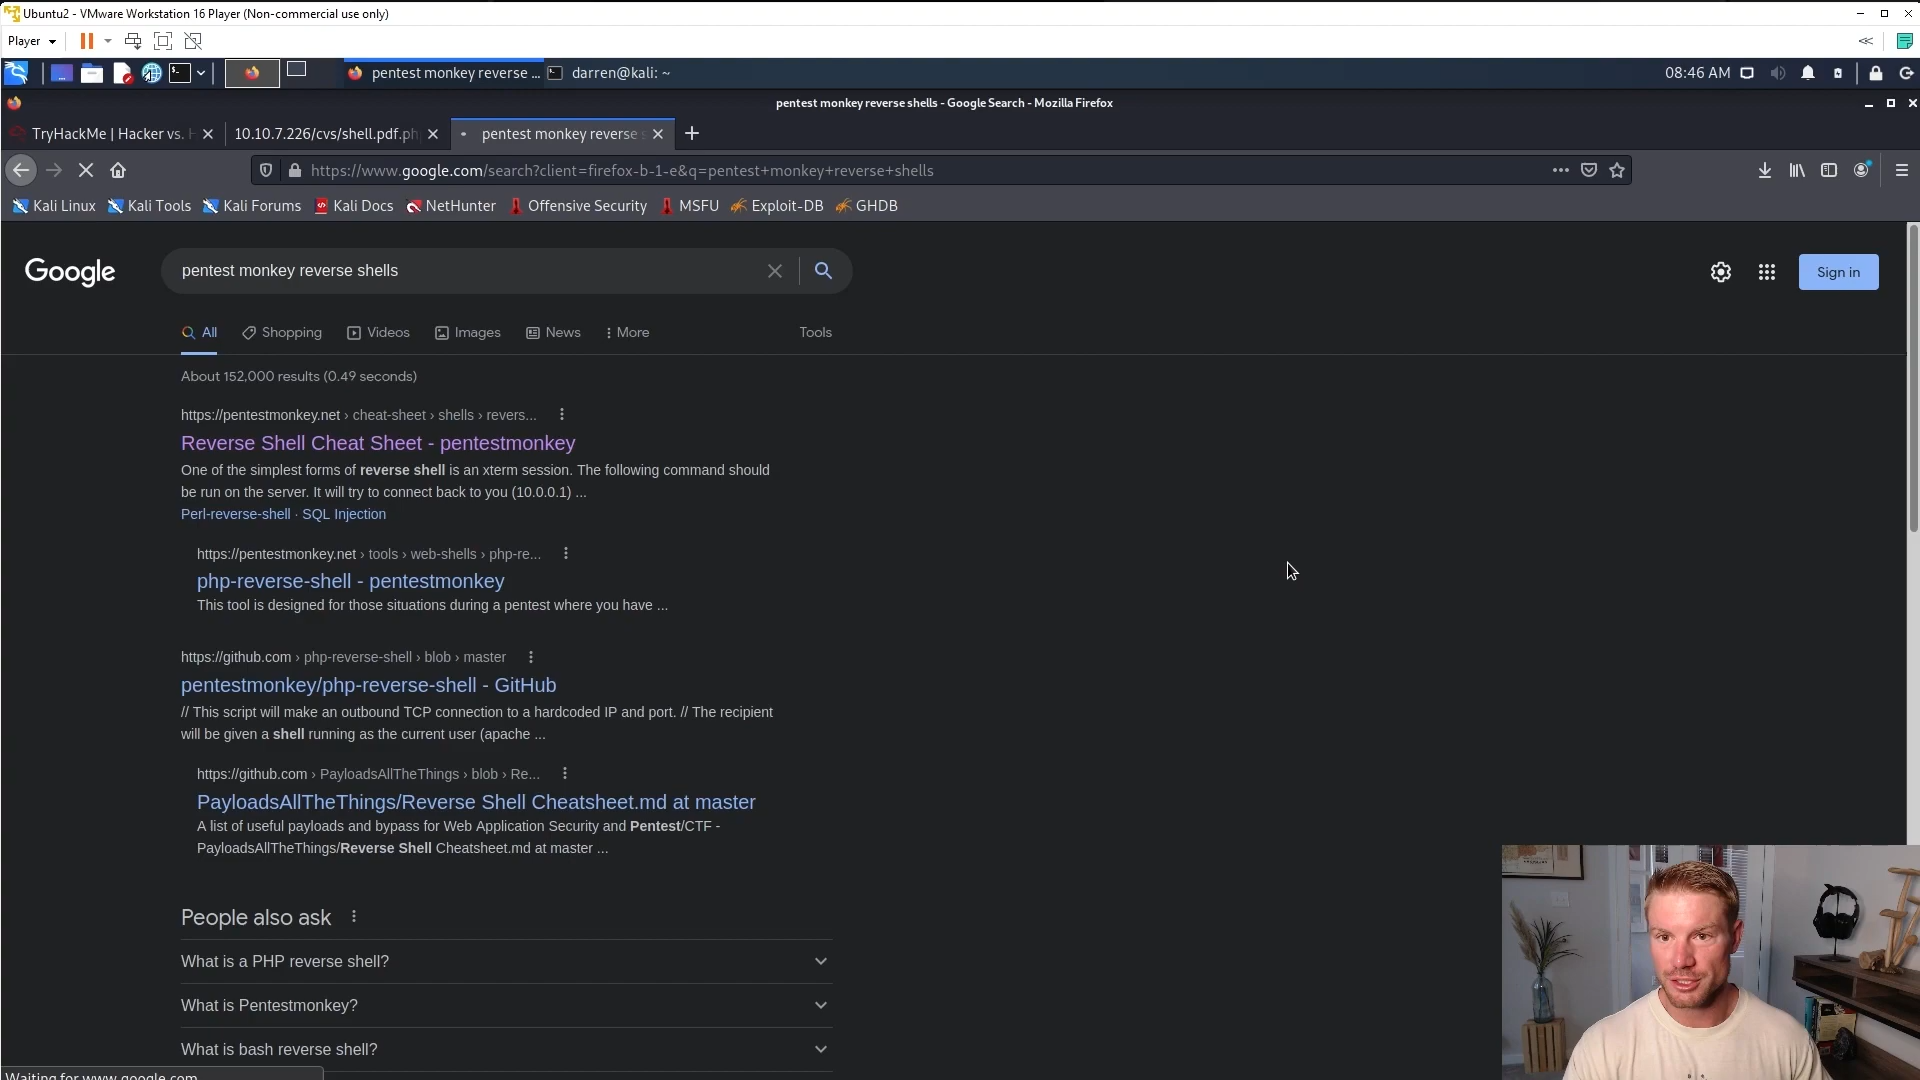 Ubuntu2 - VMware Workstation 16 Player (Non-commercial use only)
Player
pentest monkey reverse ...
darren@kali: ~
08:46 AM
pentest monkey reverse shells - Google Search - Mozilla Firefox
TryHackMe | Hacker vs. H
10.10.7.226/cvs/shell.pdf.ph
pentest monkey reverse s
https://www.google.com/search?client=firefox-b-1-e&q=pentest+monkey+reverse+shells
Kali Linux
Kali Tools
Kali Forums
Kali Docs
NetHunter
Offensive Security
MSFU
Exploit-DB
GHDB
Google
pentest monkey reverse shells
Sign in
All
Shopping
Videos
Images
News
More
Tools
About 152,000 results (0.49 seconds)
https://pentestmonkey.net › cheat-sheet › shells › revers...
Reverse Shell Cheat Sheet - pentestmonkey
One of the simplest forms of reverse shell is an xterm session. The following command should
be run on the server. It will try to connect back to you (10.0.0.1) ...
Perl-reverse-shell · SQL Injection
https://pentestmonkey.net › tools › web-shells › php-re...
php-reverse-shell - pentestmonkey
This tool is designed for those situations during a pentest where you have ...
https://github.com › php-reverse-shell › blob › master
pentestmonkey/php-reverse-shell - GitHub
// This script will make an outbound TCP connection to a hardcoded IP and port. // The recipient
will be given a shell running as the current user (apache ...
https://github.com › PayloadsAllTheThings › blob › Re...
PayloadsAllTheThings/Reverse Shell Cheatsheet.md at master
A list of useful payloads and bypass for Web Application Security and Pentest/CTF -
PayloadsAllTheThings/Reverse Shell Cheatsheet.md at master ...
People also ask
What is a PHP reverse shell?
What is Pentestmonkey?
What is bash reverse shell?
Waiting for www.google.com